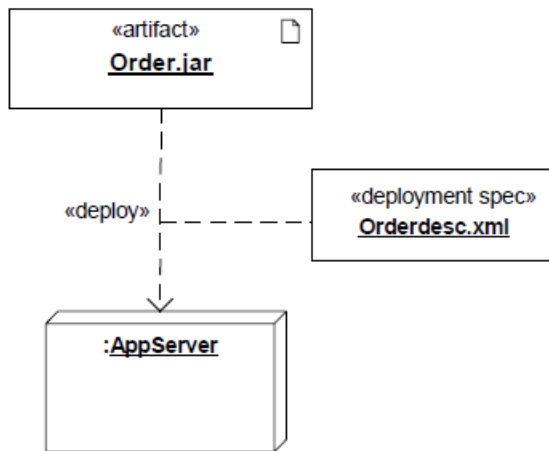 «artifact»
Order.jar
«deploy»
«deployment spec»
Orderdesc.xml
:AppServer